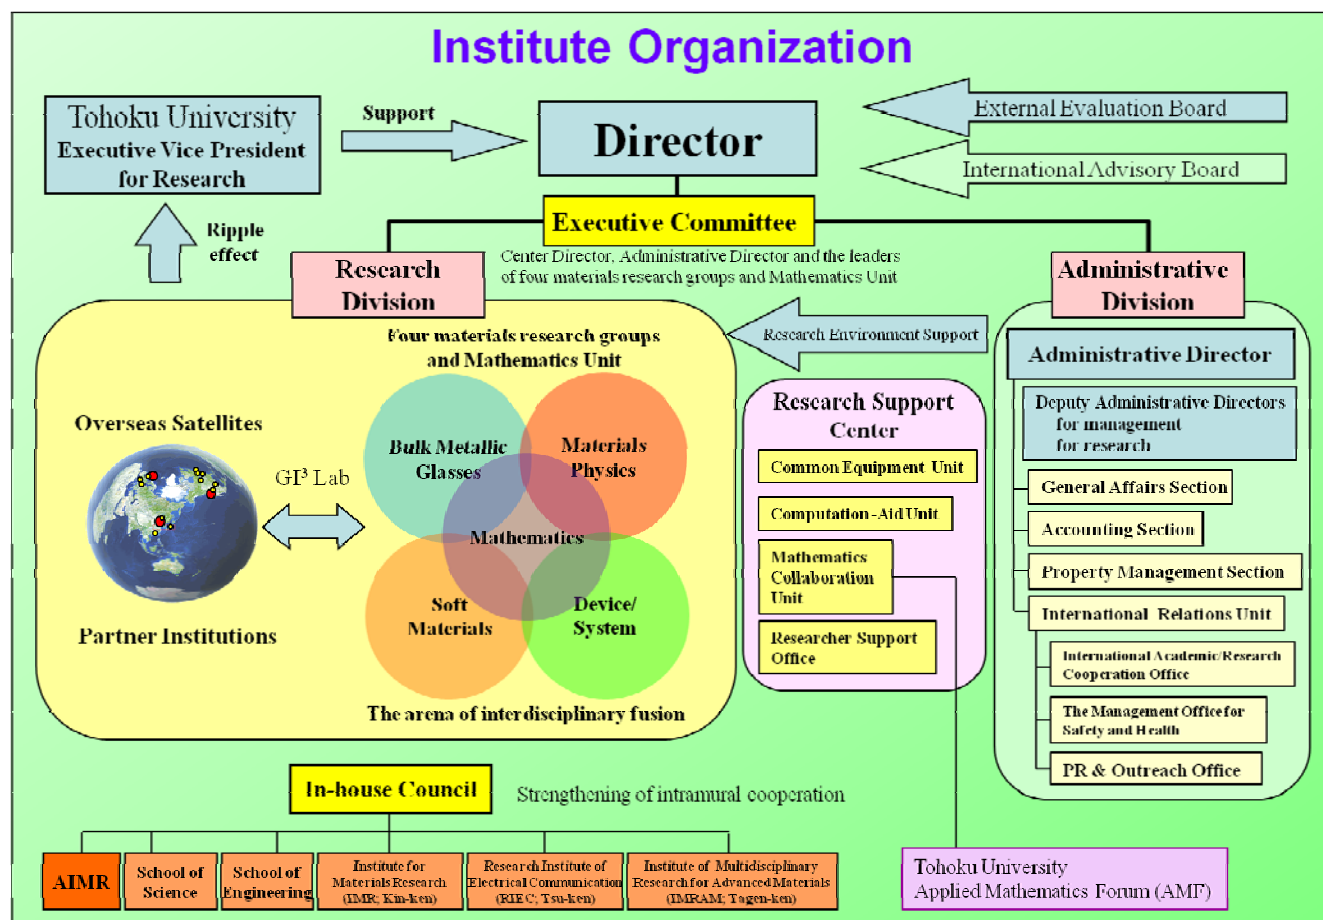 Institute Organization
Tohoku University
Executive Vice President
for Research
Support
Director
External Evaluation Board
International Advisory Board
Executive Committee
Ripple
effect
Center Director, Administrative Director and the leaders
of four materials research groups and Mathematics Unit
Research
Division
Administrative
Division
Four materials research groups
and Mathematics Unit
Research Environment Support
Overseas Satellites
GI³ Lab
Partner Institutions
Bulk Metallic
Glasses
Materials
Physics
Mathematics
Soft
Materials
Device/
System
The arena of interdisciplinary fusion
Research Support
Center
Common Equipment Unit
Computation-Aid Unit
Mathematics
Collaboration
Unit
Researcher Support
Office
Administrative Director
Deputy Administrative Directors
for management
for research
General Affairs Section
Accounting Section
Property Management Section
International Relations Unit
International Academic/Research
Cooperation Office
The Management Office for
Safety and Health
PR & Outreach Office
In-house Council
Strengthening of intramural cooperation
AIMR
School of
Science
School of
Engineering
Institute for
Materials Research
(IMR; Kin-ken)
Research Institute of
Electrical Communication
(RIEC; Tsu-ken)
Institute of Multidisciplinary
Research for Advanced Materials
(IMRAM; Tagen-ken)
Tohoku University
Applied Mathematics Forum (AMF)